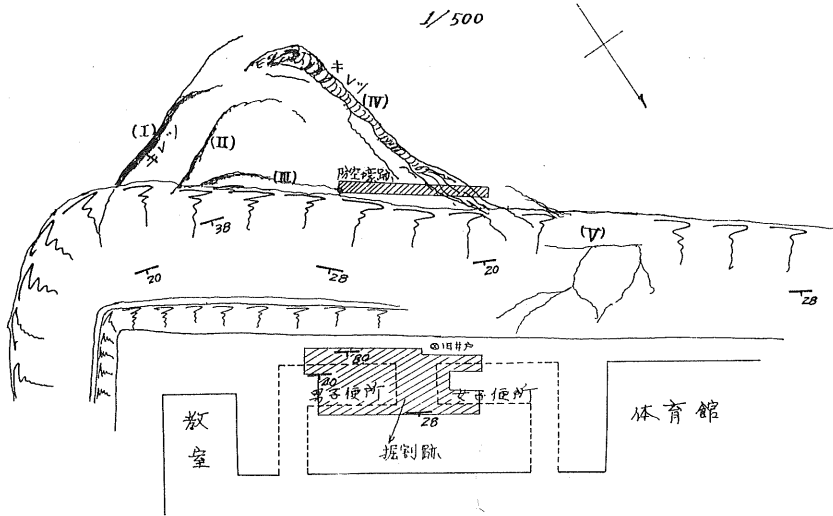 1/500
キレツ
(IV)
(I)
キレツ
(II)
(III)
防空壕跡
(V)
38
20
28
20
28
旧井戸
80
40
男子便所
女子便所
28
教室
掘割跡
体育館